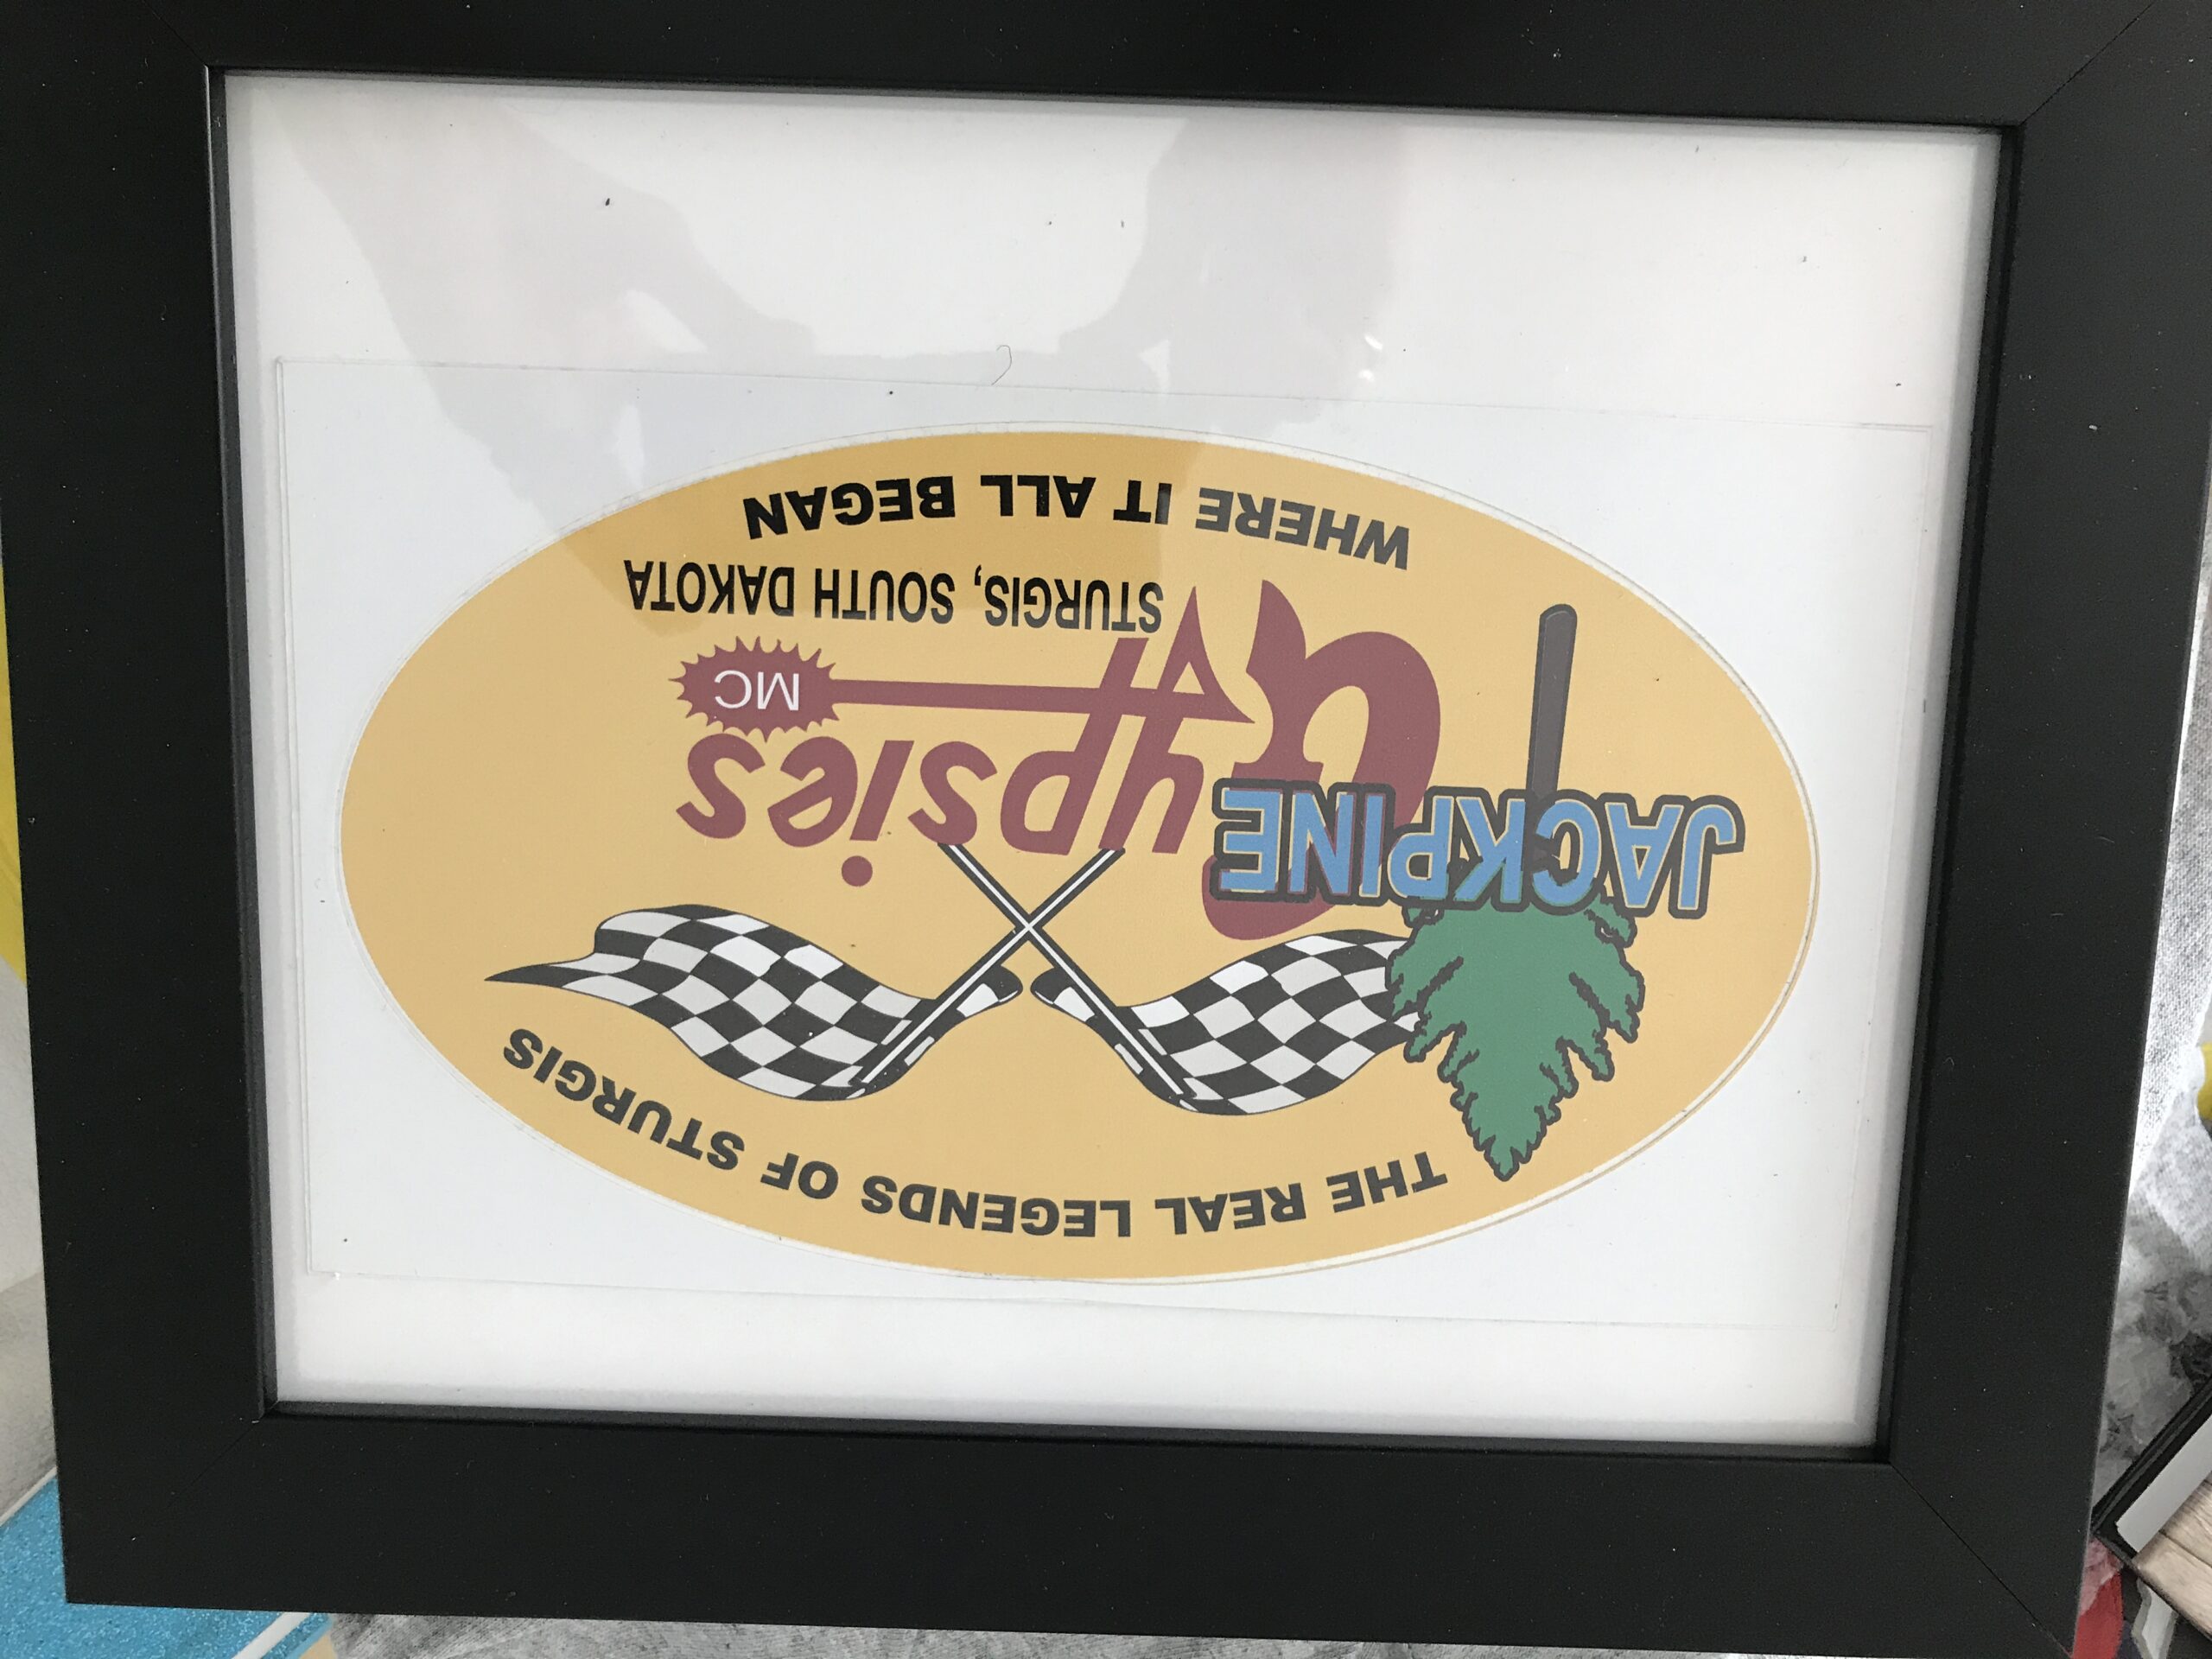 THE REAL LEGENDS OF STURGIS
JACKPINE
Gypsies
MC
STURGIS, SOUTH DAKOTA
WHERE IT ALL BEGAN